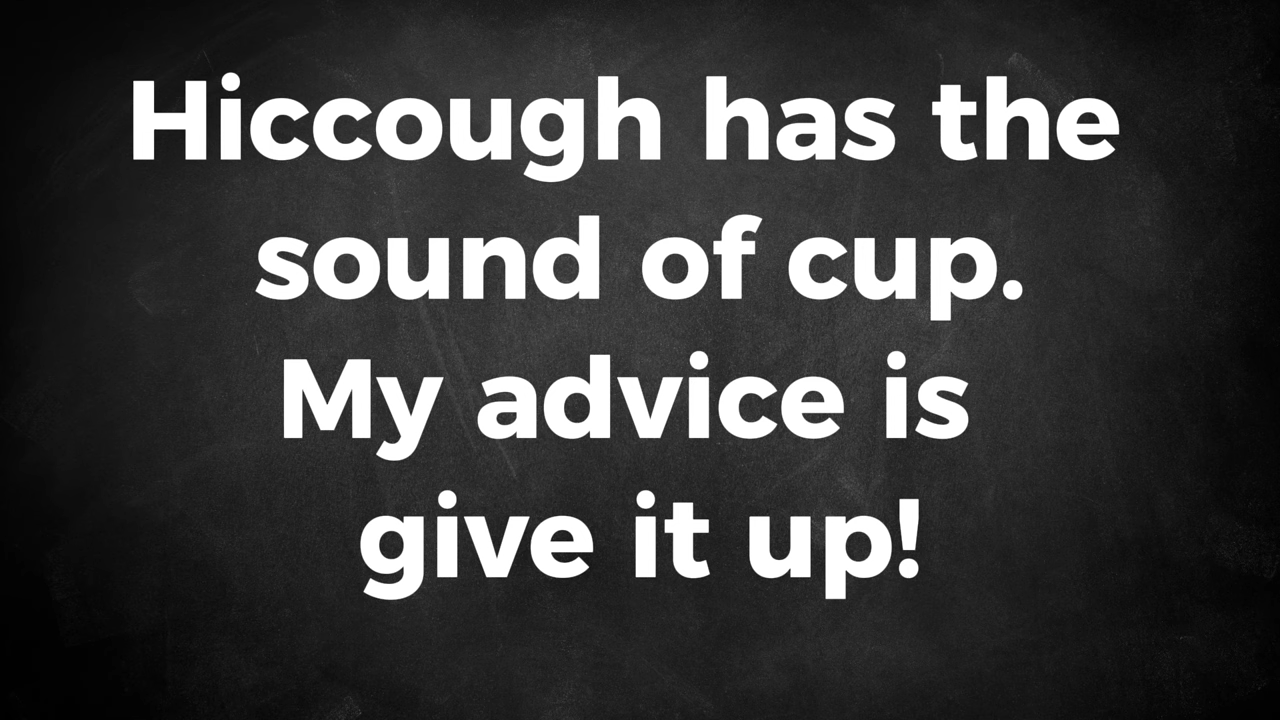 Hiccough has the
sound of cup.
My advice is
give it up!